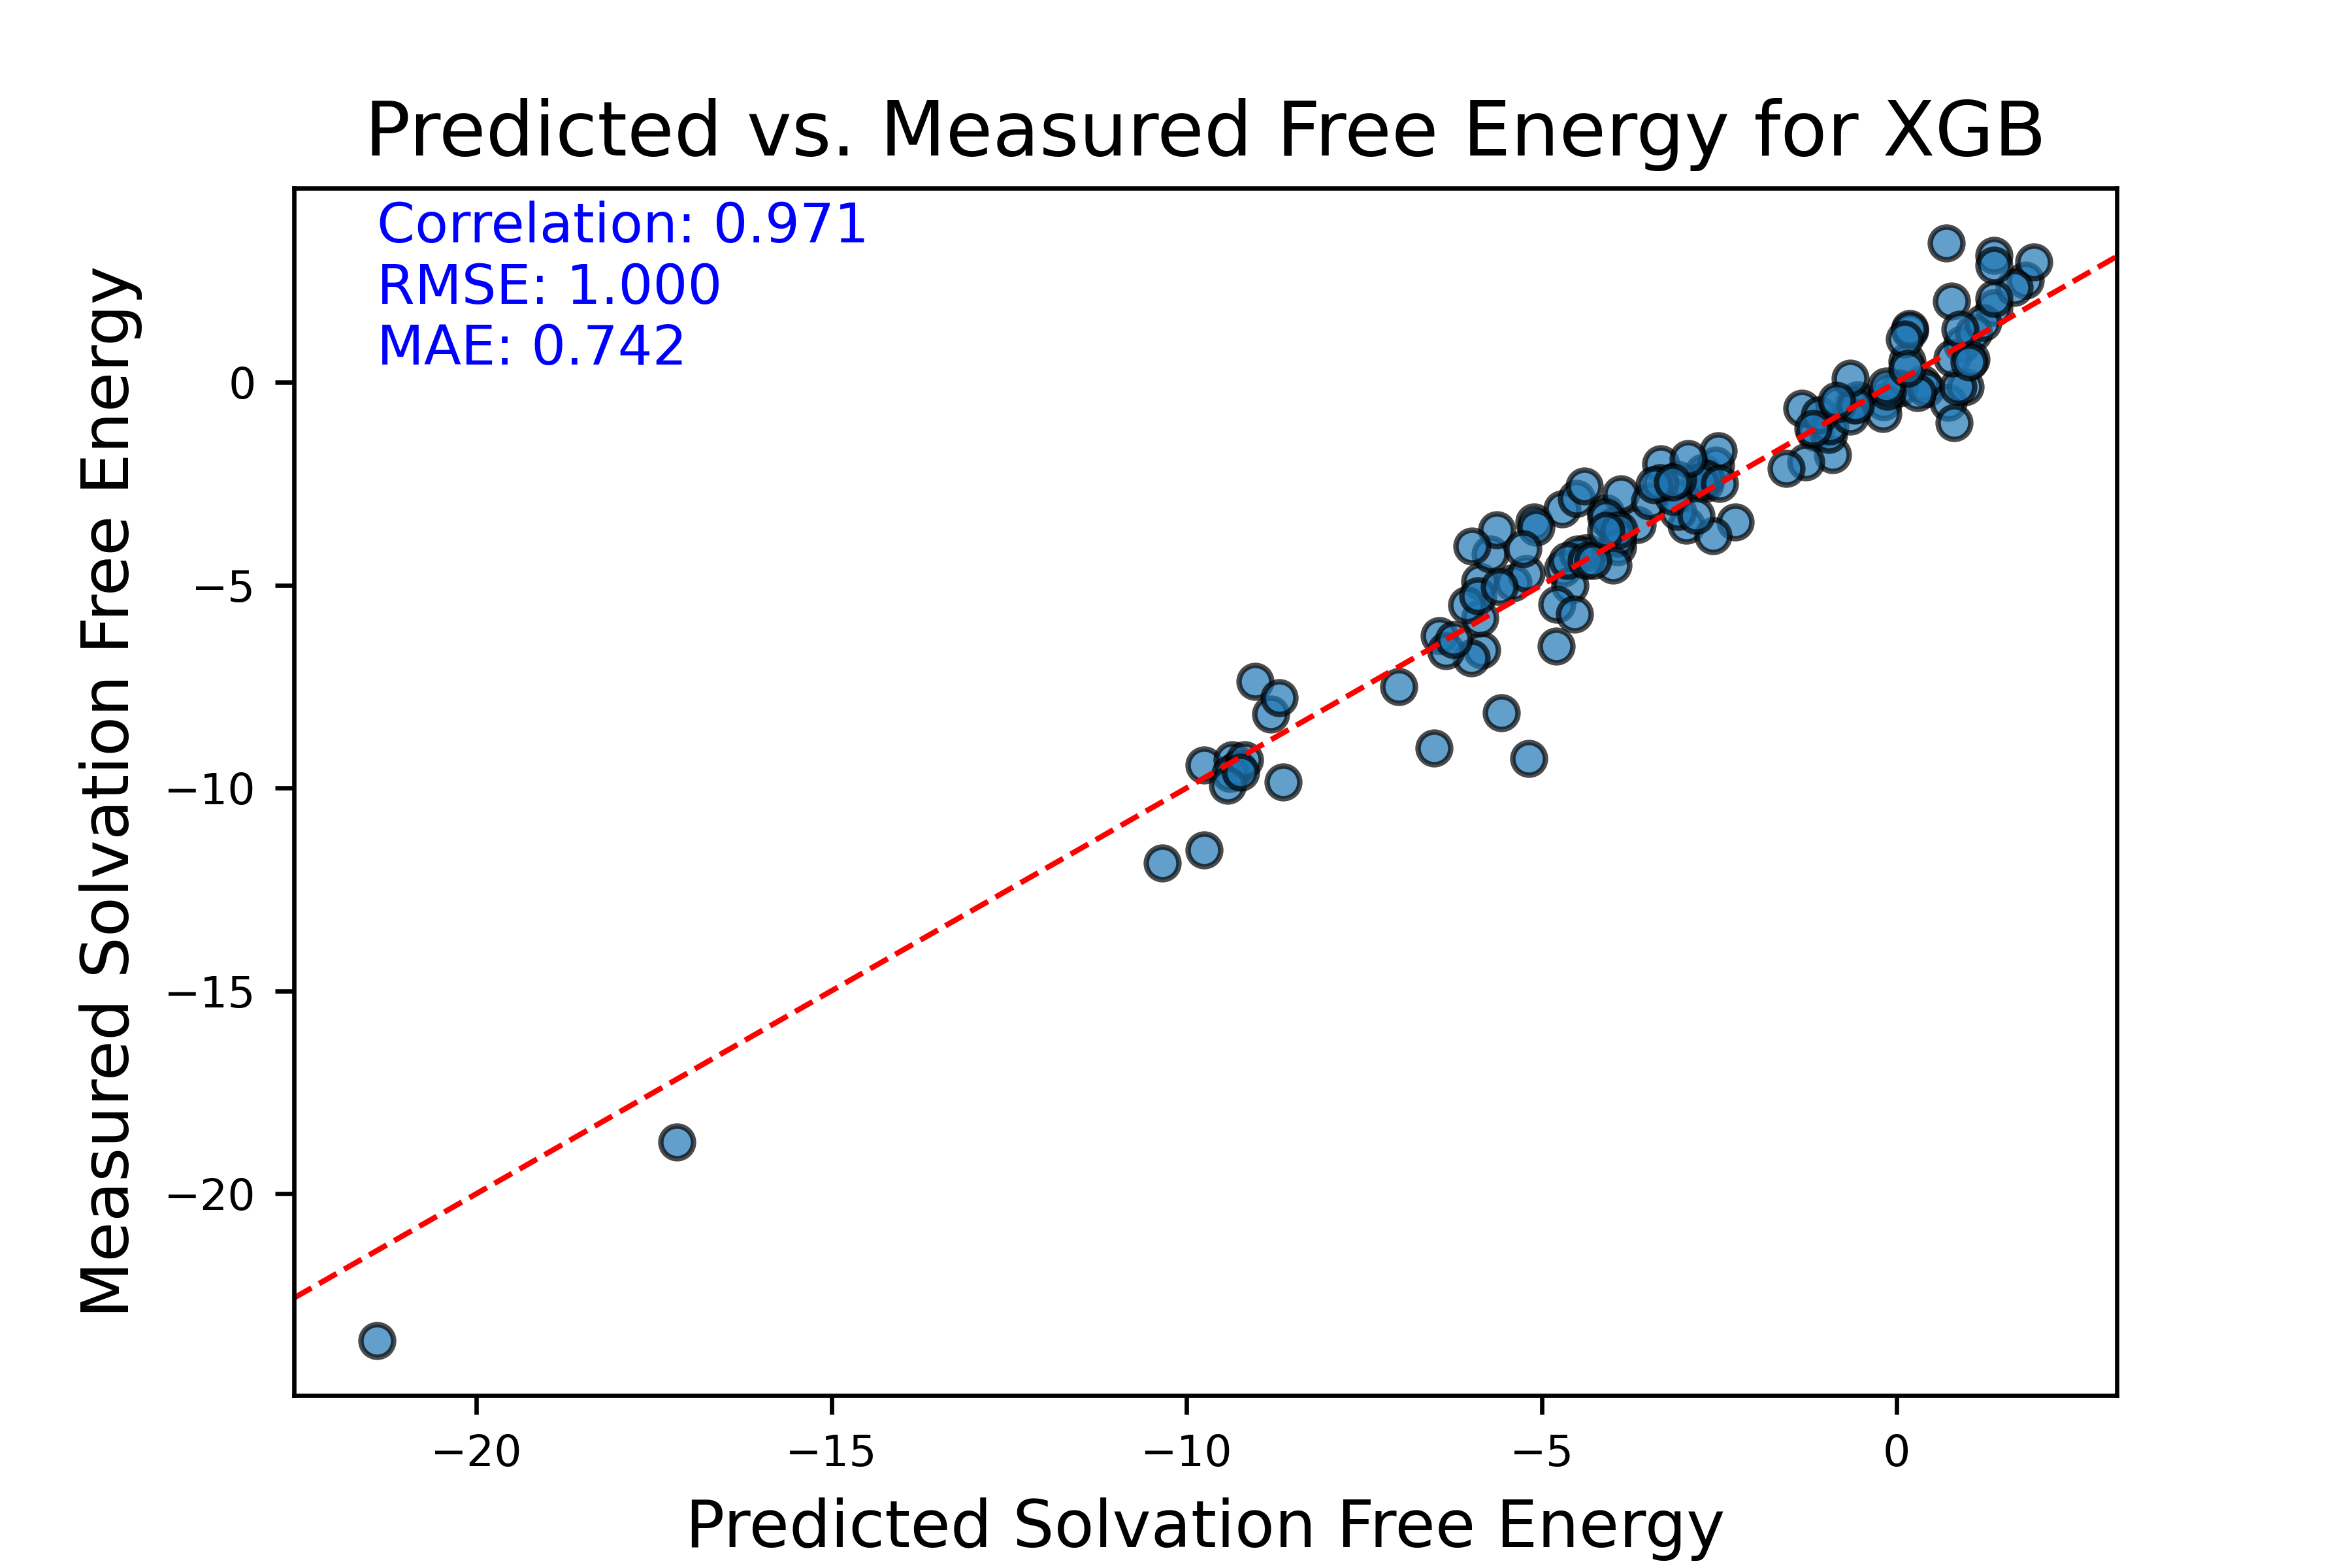 Predicted vs. Measured Free Energy for XGB
Correlation: 0.971
RMSE: 1.000
MAE: 0.742
Measured Solvation Free Energy
0
−5
−10
−15
−20
−20 −15 −10 −5 0
Predicted Solvation Free Energy